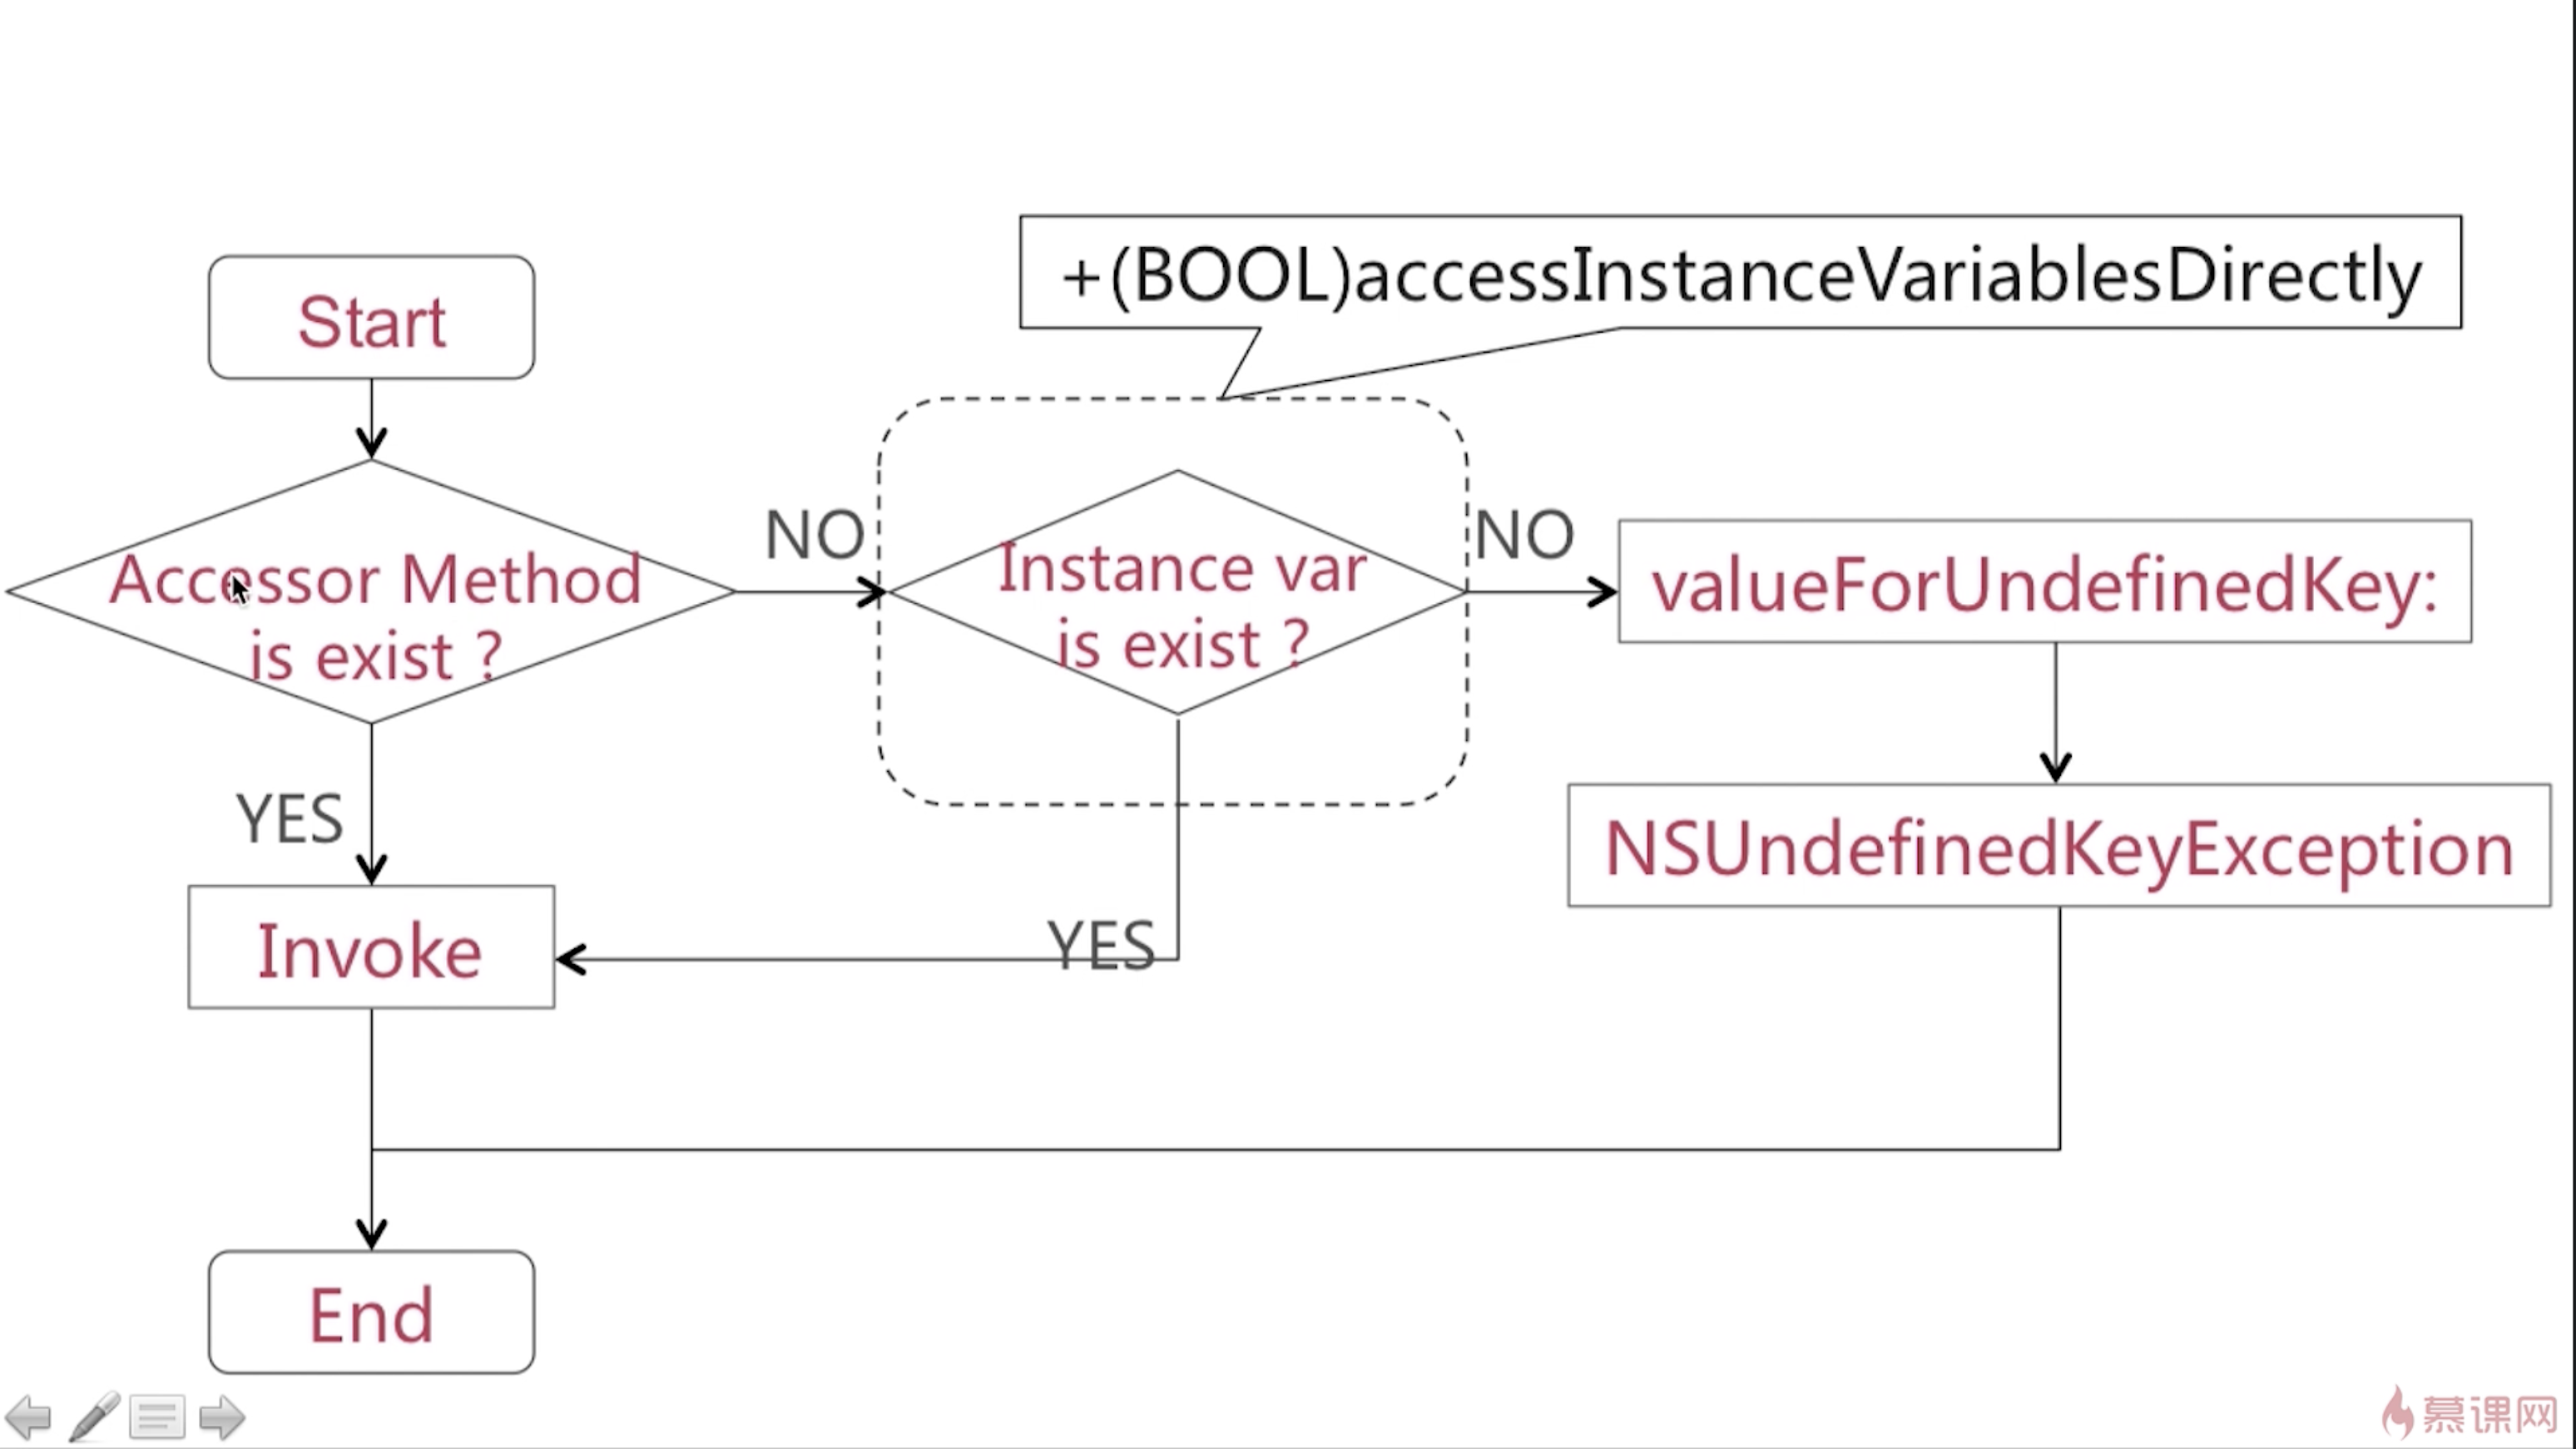 +(BOOL)accessInstanceVariablesDirectly
Start
Accessor Method
is exist ?
NO
Instance var
is exist ?
NO
valueForUndefinedKey:
YES
NSUndefinedKeyException
Invoke
YES
End
慕课网